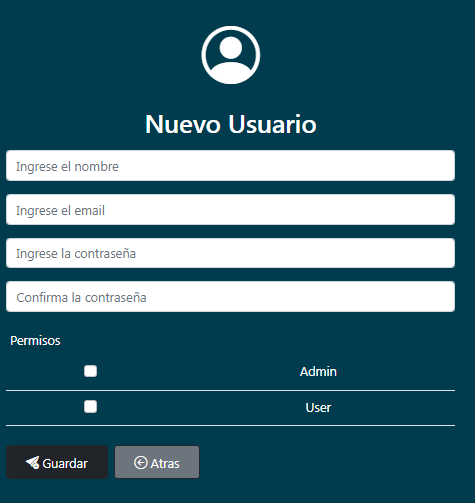 Nuevo Usuario
Ingrese el nombre
Ingrese el email
Ingrese la contraseña
Confirma la contraseña
Permisos
Admin
User
Guardar Atras